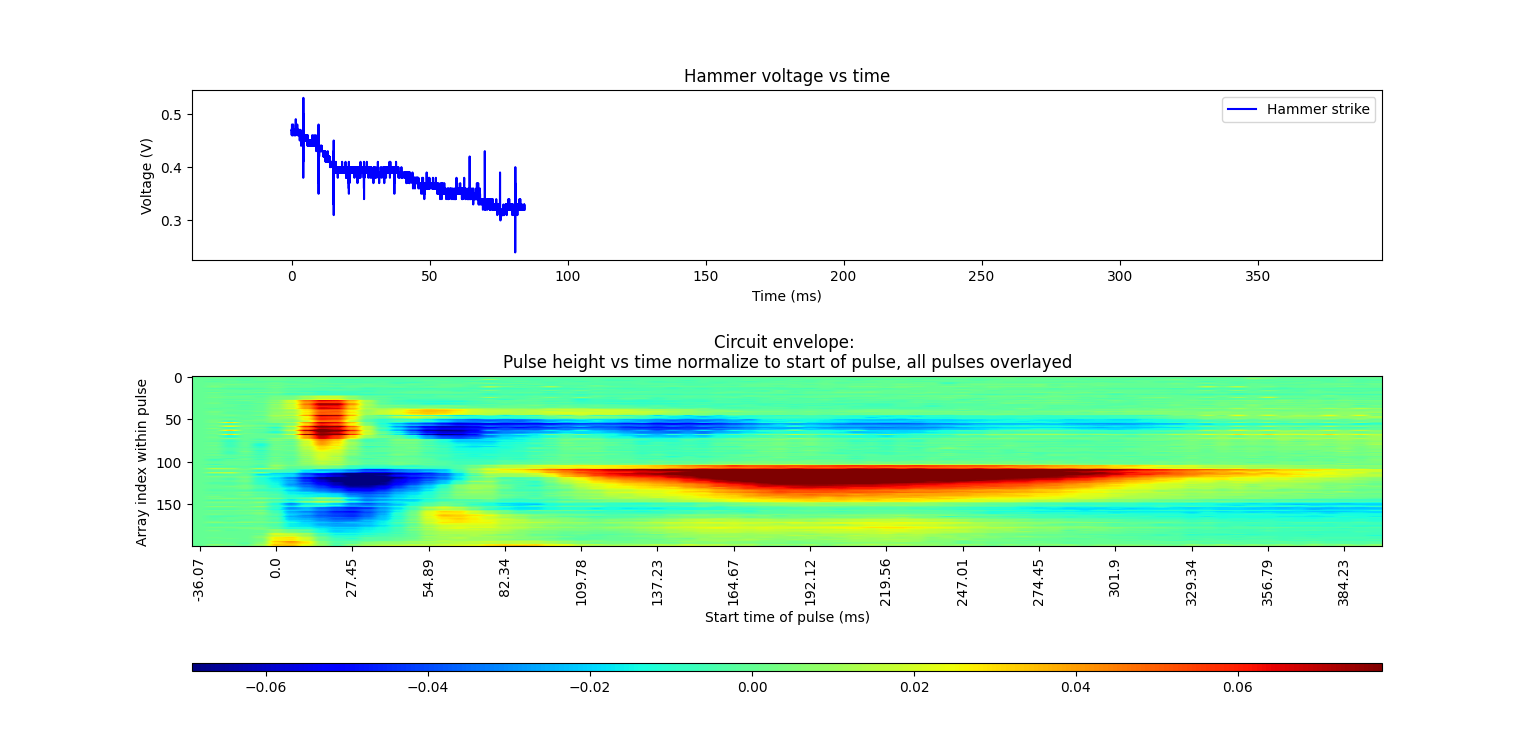 Hammer voltage vs time
Hammer strike
0.5
0.4
0.3
Voltage (V)
0 50 100 150 200 250 300 350
Time (ms)
Circuit envelope:
Pulse height vs time normalize to start of pulse, all pulses overlayed
0
50
100
150
Array index within pulse
-36.07 0.0 27.45 54.89 82.34 109.78 137.23 164.67 192.12 219.56 247.01 274.45 301.9 329.34 356.79 384.23
Start time of pulse (ms)
−0.06 −0.04 −0.02 0.00 0.02 0.04 0.06